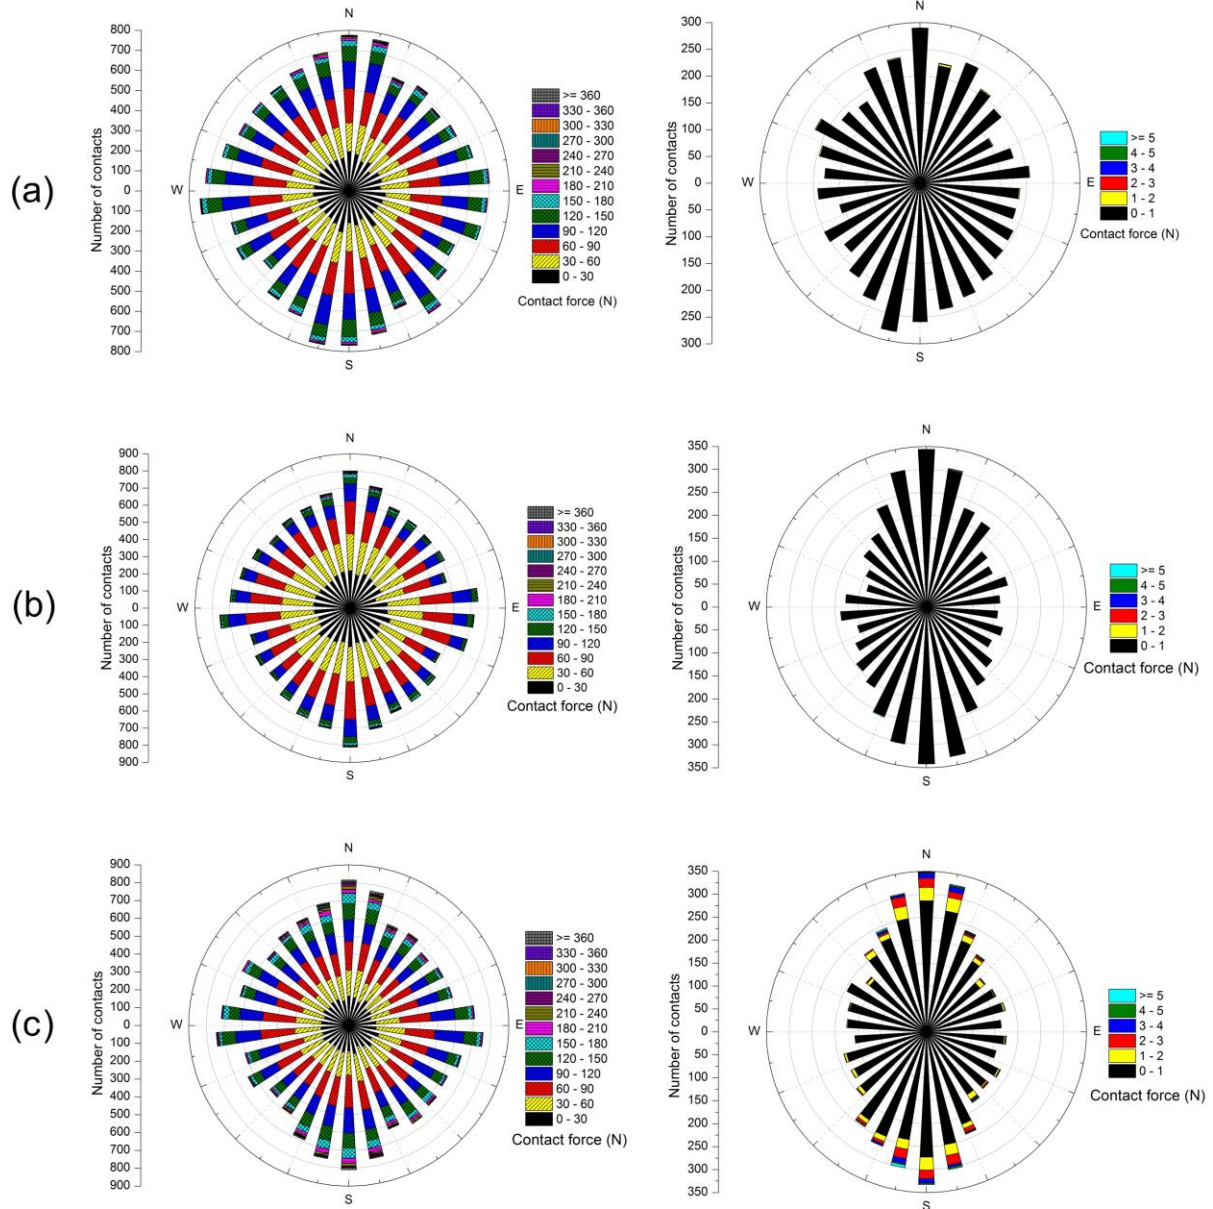 (a)
Number of contacts
800
700
600
500
400
300
200
100
0
100
200
300
400
500
600
700
800
N
W
E
S
>= 360
330 - 360
300 - 330
270 - 300
240 - 270
210 - 240
180 - 210
150 - 180
120 - 150
90 - 120
60 - 90
30 - 60
0 - 30
Contact force (N)
Number of contacts
300
250
200
150
100
50
0
50
100
150
200
250
300
N
W
E
S
>= 5
4 - 5
3 - 4
2 - 3
1 - 2
0 - 1
Contact force (N)
(b)
Number of contacts
900
800
700
600
500
400
300
200
100
0
100
200
300
400
500
600
700
800
900
N
W
E
S
>= 360
330 - 360
300 - 330
270 - 300
240 - 270
210 - 240
180 - 210
150 - 180
120 - 150
90 - 120
60 - 90
30 - 60
0 - 30
Contact force (N)
Number of contacts
350
300
250
200
150
100
50
0
50
100
150
200
250
300
350
N
W
E
S
>= 5
4 - 5
3 - 4
2 - 3
1 - 2
0 - 1
Contact force (N)
(c)
Number of contacts
900
800
700
600
500
400
300
200
100
0
100
200
300
400
500
600
700
800
900
N
W
E
S
>= 360
330 - 360
300 - 330
270 - 300
240 - 270
210 - 240
180 - 210
150 - 180
120 - 150
90 - 120
60 - 90
30 - 60
0 - 30
Contact force (N)
Number of contacts
350
300
250
200
150
100
50
0
50
100
150
200
250
300
350
N
W
E
S
>= 5
4 - 5
3 - 4
2 - 3
1 - 2
0 - 1
Contact force (N)